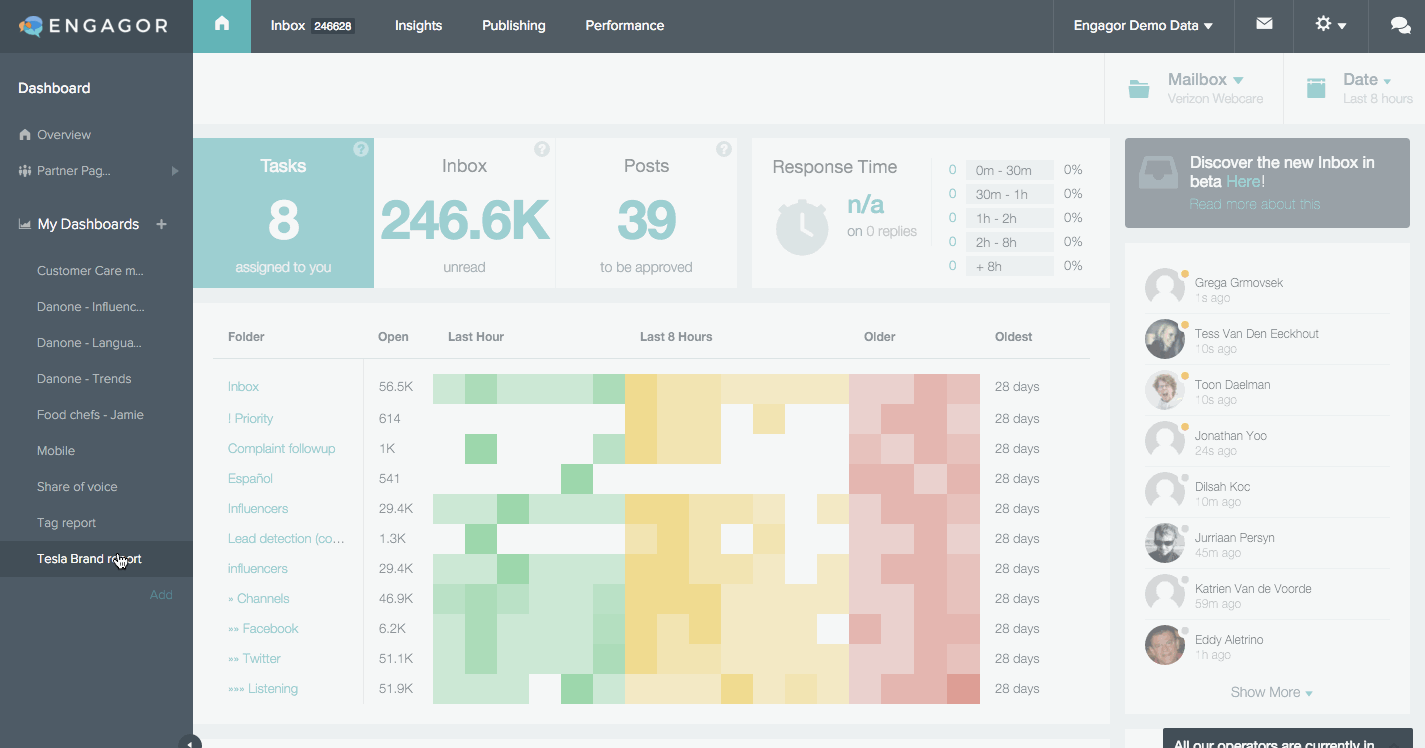 ENGAGOR
Inbox 246628
Insights
Publishing
Performance
Engagor Demo Data
Dashboard
Overview
Partner Pag...
My Dashboards +
Customer Care m...
Danone - Influenc...
Danone - Langua...
Danone - Trends
Food chefs - Jamie
Mobile
Share of voice
Tag report
Tesla Brand report
Add
Mailbox
Verizon Webcare
Date
Last 8 hours
Tasks
?
8
assigned to you
Inbox
?
246.6K
unread
Posts
?
39
to be approved
Response Time
n/a
on 0 replies
0 0m - 30m 0%
0 30m - 1h 0%
0 1h - 2h 0%
0 2h - 8h 0%
0 + 8h 0%
Discover the new Inbox in
beta Here!
Read more about this
Folder Open Last Hour Last 8 Hours Older Oldest
Inbox 56.5K 28 days
! Priority 614 28 days
Complaint followup 1K 28 days
Español 541 28 days
Influencers 29.4K 28 days
Lead detection (co... 1.3K 28 days
influencers 29.4K 28 days
» Channels 46.9K 28 days
»» Facebook 6.2K 28 days
»» Twitter 51.1K 28 days
»»» Listening 51.9K 28 days
Grega Grmovsek
1s ago
Tess Van Den Eeckhout
10s ago
Toon Daelman
10s ago
Jonathan Yoo
24s ago
Dilsah Koc
10m ago
Jurriaan Persyn
45m ago
Katrien Van de Voorde
59m ago
Eddy Aletrino
1h ago
Show More
All our operators are currently in